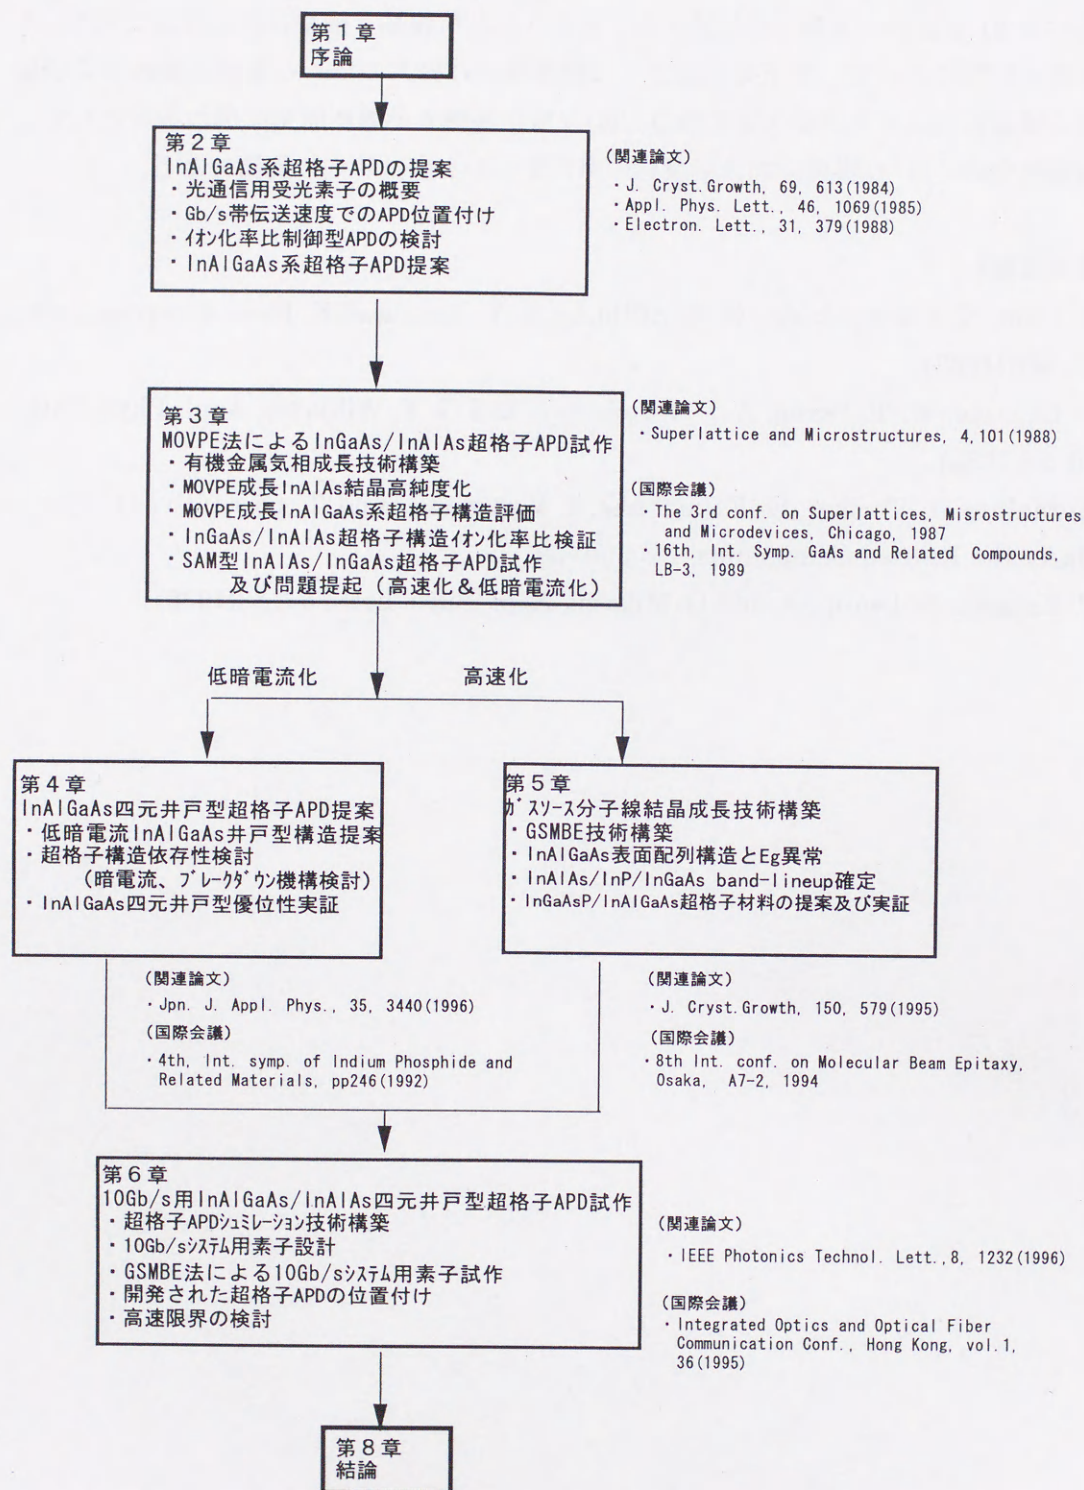 第1章
序論
第2章
InAlGaAs系超格子APDの提案
・光通信用受光素子の概要
・Gb/s帯伝送速度でのAPD位置付け
・ｲｵﾝ化率比制御型APDの検討
・InAlGaAs系超格子APD提案
(関連論文)
・J. Cryst.Growth, 69, 613(1984)
・Appl. Phys. Lett., 46, 1069(1985)
・Electron. Lett., 31, 379(1988)
第3章
MOVPE法によるInGaAs/InAlAs超格子APD試作
・有機金属気相成長技術構築
・MOVPE成長InAlAs結晶高純度化
・MOVPE成長InAlGaAs系超格子構造評価
・InGaAs/InAlAs超格子構造ｲｵﾝ化率比検証
・SAM型InAlAs/InGaAs超格子APD試作
及び問題提起（高速化＆低暗電流化）
(関連論文)
・Superlattice and Microstructures, 4,101(1988)
(国際会議)
・The 3rd conf. on Superlattices, Misrostructures
and Microdevices, Chicago, 1987
・16th, Int. Symp. GaAs and Related Compounds,
LB-3, 1989
低暗電流化
高速化
第4章
InAlGaAs四元井戸型超格子APD提案
・低暗電流InAlGaAs井戸型構造提案
・超格子構造依存性検討
（暗電流、ﾌﾞﾚｰｸﾀﾞｳﾝ機構検討）
・InAlGaAs四元井戸型優位性実証
(関連論文)
・Jpn. J. Appl. Phys., 35, 3440(1996)
(国際会議)
・4th, Int. symp. of Indium Phosphide and
Related Materials, pp246(1992)
第5章
ｶﾞｽｿｰｽ分子線結晶成長技術構築
・GSMBE技術構築
・InAlGaAs表面配列構造とEg異常
・InAlAs/InP/InGaAs band-lineup確定
・InGaAsP/InAlGaAs超格子材料の提案及び実証
(関連論文)
・J. Cryst.Growth, 150, 579(1995)
(国際会議)
・8th Int. conf. on Molecular Beam Epitaxy,
Osaka, A7-2, 1994
第6章
10Gb/s用InAlGaAs/InAlAs四元井戸型超格子APD試作
・超格子APDｼｭﾐﾚｰｼｮﾝ技術構築
・10Gb/sｼｽﾃﾑ用素子設計
・GSMBE法による10Gb/sｼｽﾃﾑ用素子試作
・開発された超格子APDの位置付け
・高速限界の検討
(関連論文)
・IEEE Photonics Technol. Lett.,8, 1232(1996)
(国際会議)
・Integrated Optics and Optical Fiber
Communication Conf., Hong Kong, vol.1,
36(1995)
第8章
結論